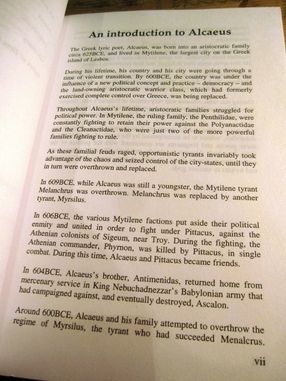 An introduction to Alcaeus
The Greek lyric poet, Alcaeus, was born into an aristocratic family
circa 625BCE, and lived in Mytilene, the largest city on the Greek
island of Lesbos.
During his lifetime, his country and his city were going through a
time of violent transition. By 600BCE, the country was under the
influence of a new political concept and practice – democracy – and
the land-owning aristocratic warrior class, which had formerly
exercised complete control over Greece, was being replaced.
Throughout Alcaeus's lifetime, aristocratic families struggled for
political power. In Mytilene, the ruling family, the Penthilidae, were
constantly fighting to retain their power against the Polyanactidae
and the Cleanactidae, who were just two of the more powerful
families fighting to rule.
As these familial feuds raged, opportunistic tyrants invariably took
advantage of the chaos and seized control of the city-states, until they
in turn were overthrown and replaced.
In 609BCE, while Alcaeus was still a youngster, the Mytilene tyrant
Melanchrus was overthrown. Melanchrus was replaced by another
tyrant, Myrsilus.
In 606BCE, the various Mytilene factions put aside their political
enmity and united in order to fight under Pittacus, against the
Athenian colonists of Sigeum, near Troy. During the fighting, the
Athenian commander, Phyrnon, was killed by Pittacus, in single
combat. During this time, Alcaeus and Pittacus became friends.
In 604BCE, Alcaeus's brother, Antimenidas, returned home from
mercenary service in King Nebuchadnezzar's Babylonian army that
had campaigned against, and eventually destroyed, Ascalon.
Around 600BCE, Alcaeus and his family attempted to overthrow the
regime of Myrsilus, the tyrant who had succeeded Menalcrus.
vii